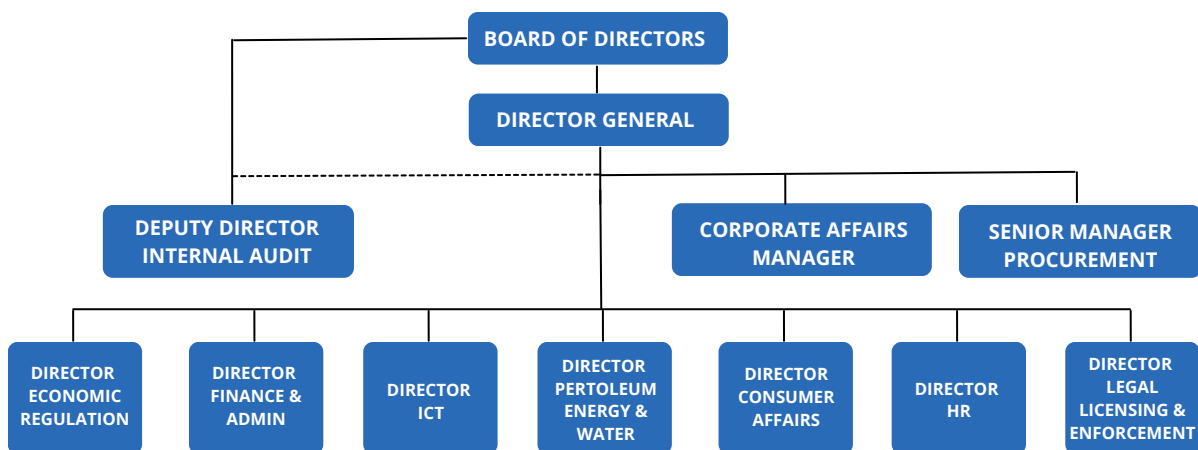 BOARD OF DIRECTORS
DIRECTOR GENERAL
DEPUTY DIRECTOR
INTERNAL AUDIT
CORPORATE AFFAIRS
MANAGER
SENIOR MANAGER
PROCUREMENT
DIRECTOR
ECONOMIC
REGULATION
DIRECTOR
FINANCE &
ADMIN
DIRECTOR
ICT
DIRECTOR
PERTOLEUM
ENERGY &
WATER
DIRECTOR
CONSUMER
AFFAIRS
DIRECTOR
HR
DIRECTOR
LEGAL
LICENSING &
ENFORCEMENT